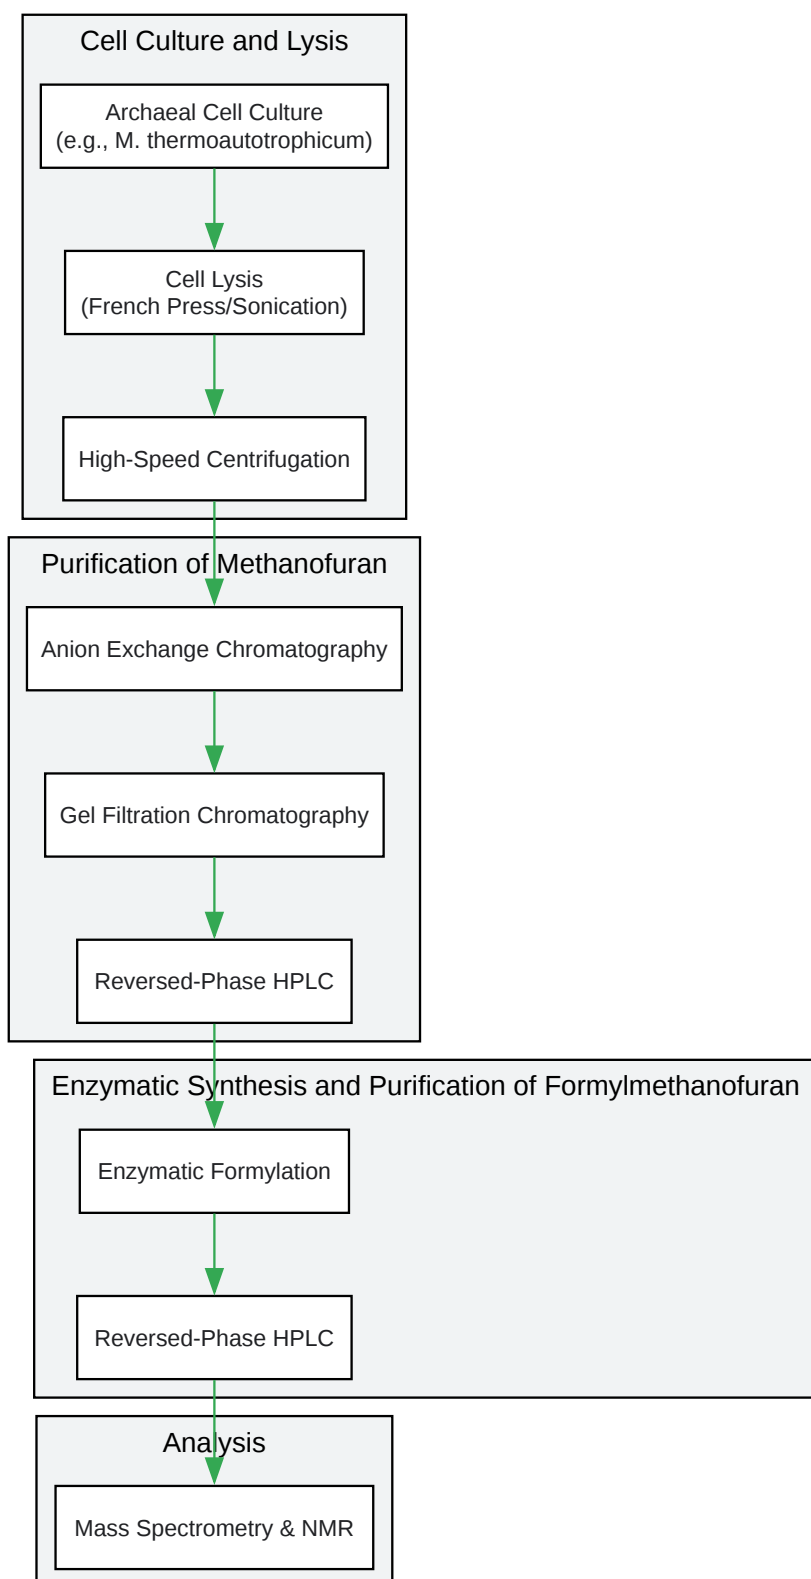 Cell Culture and Lysis
Archaeal Cell Culture
(e.g., M. thermoautotrophicum)
Cell Lysis
(French Press/Sonication)
High-Speed Centrifugation
Purification of Methanofuran
Anion Exchange Chromatography
Gel Filtration Chromatography
Reversed-Phase HPLC
Enzymatic Synthesis and Purification of Formylmethanofuran
Enzymatic Formylation
Reversed-Phase HPLC
Analysis
Mass Spectrometry & NMR